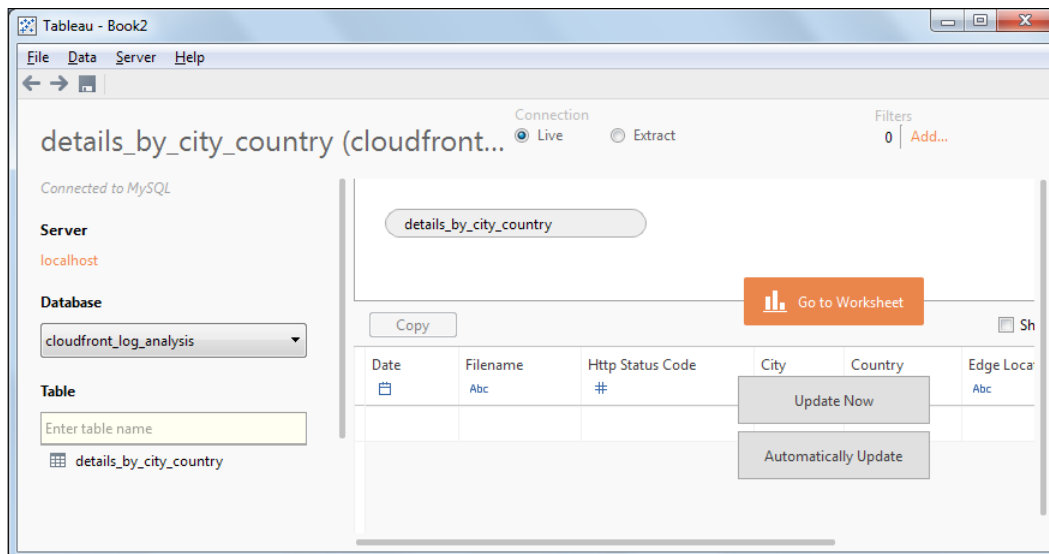 Tableau - Book2
File Data Server Help
details_by_city_country (cloudfront...
Connection
Live Extract
Filters
0 Add...
Connected to MySQL
Server
localhost
Database
cloudfront_log_analysis
Table
Enter table name
details_by_city_country
details_by_city_country
Go to Worksheet
Copy
Sh
Date Filename Http Status Code City Country Edge Loca
Abc # Abc
Update Now
Automatically Update